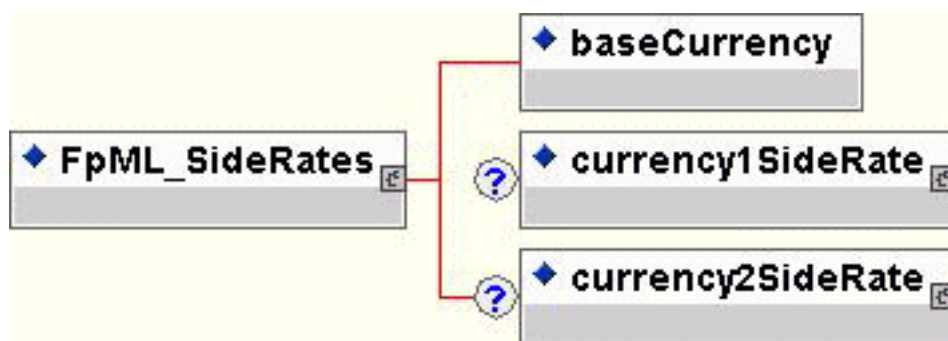 baseCurrency
FpML_SideRates
?
currency1SideRate
?
currency2SideRate